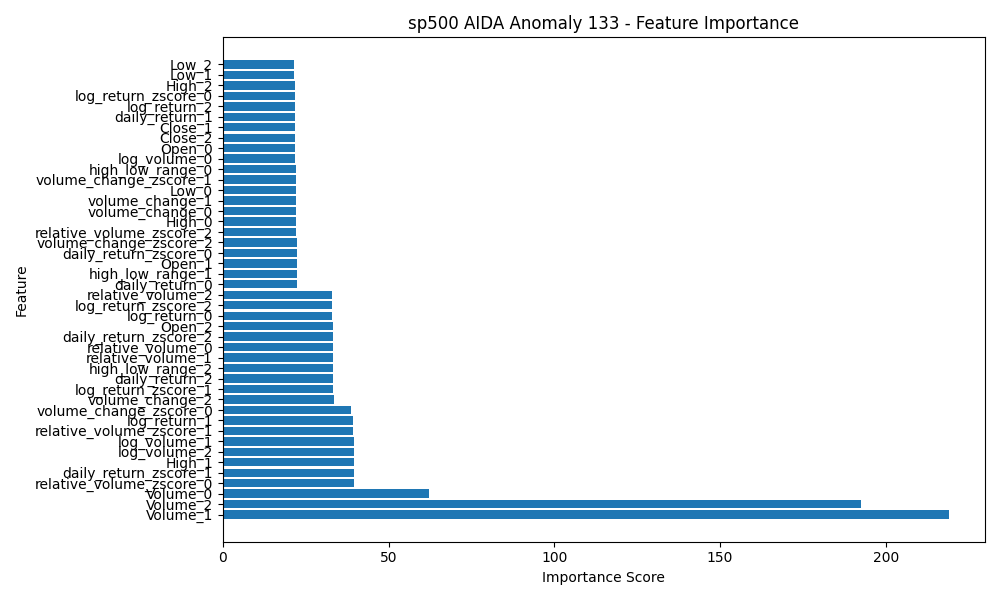 sp500 AIDA Anomaly 133 - Feature Importance
Low_2
Low_1
High_2
log_return_zscore_0
log_return_2
daily_return_1
Close_1
Close_2
Open_0
log_volume_0
high_low_range_0
volume_change_zscore_1
Low_0
volume_change_1
volume_change_0
High_0
relative_volume_zscore_2
volume_change_zscore_2
daily_return_zscore_0
Open_1
high_low_range_1
daily_return_0
relative_volume_2
log_return_zscore_2
log_return_0
Open_2
daily_return_zscore_2
relative_volume_0
relative_volume_1
high_low_range_2
daily_return_2
log_return_zscore_1
volume_change_2
volume_change_zscore_0
log_return_1
relative_volume_zscore_1
log_volume_1
log_volume_2
High_1
daily_return_zscore_1
relative_volume_zscore_0
Volume_0
Volume_2
Volume_1
Feature
0 50 100 150 200
Importance Score